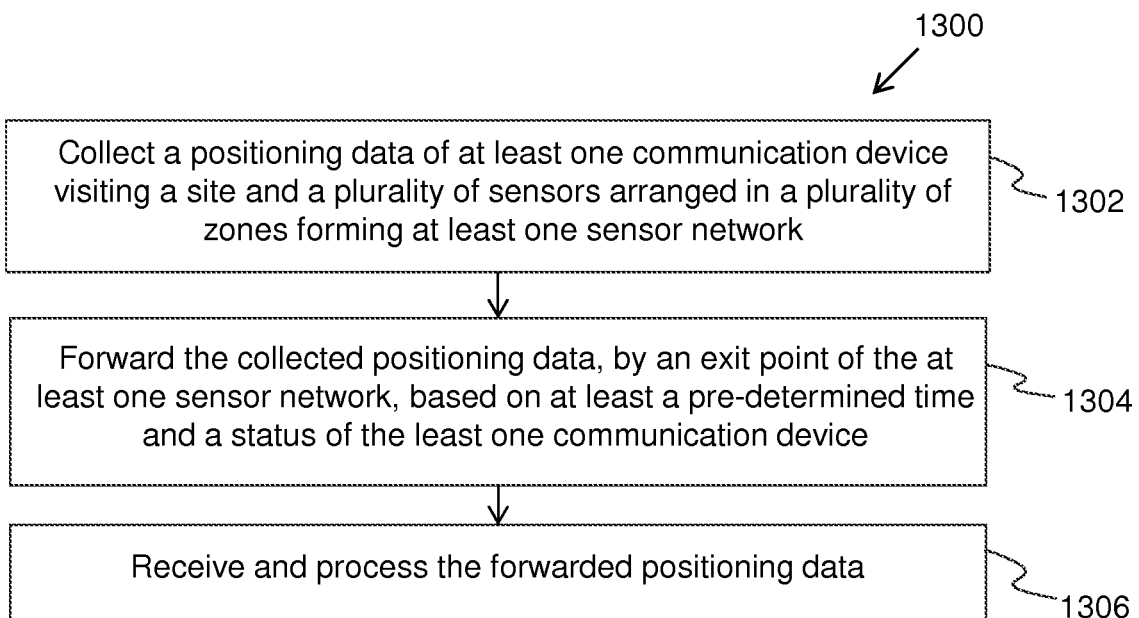 1300
Collect a positioning data of at least one communication device
visiting a site and a plurality of sensors arranged in a plurality of
zones forming at least one sensor network
1302
Forward the collected positioning data, by an exit point of the at
least one sensor network, based on at least a pre-determined time
and a status of the least one communication device
1304
Receive and process the forwarded positioning data
1306